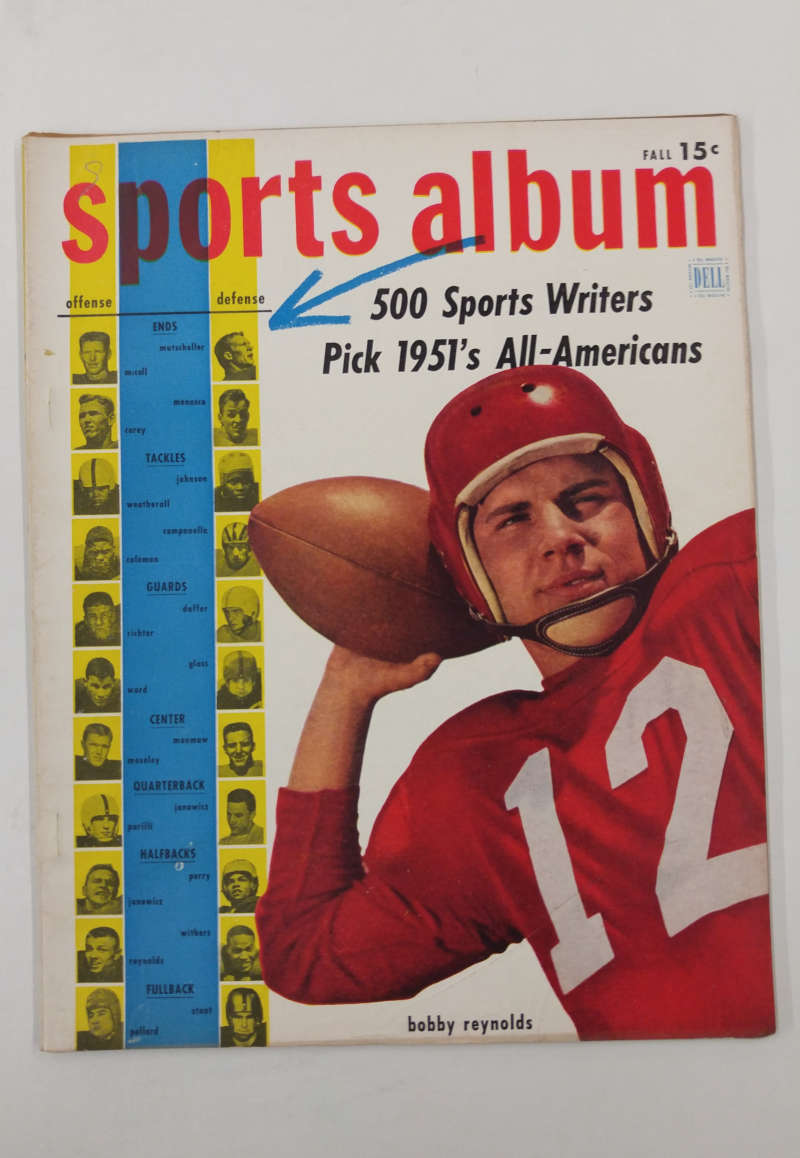 FALL 15c
sports album
DELL
offense
defense
500 Sports Writers
Pick 1951's All-Americans
ENDS
mutscheller
mccoll
menasco
carey
TACKLES
johnson
weatherall
campanella
coleman
GUARDS
daffer
richter
glass
ward
CENTER
moomaw
moseley
QUARTERBACK
janowicz
parilli
HALFBACKS
perry
janowicz
withers
reynolds
FULLBACK
stout
pollard
12
bobby reynolds